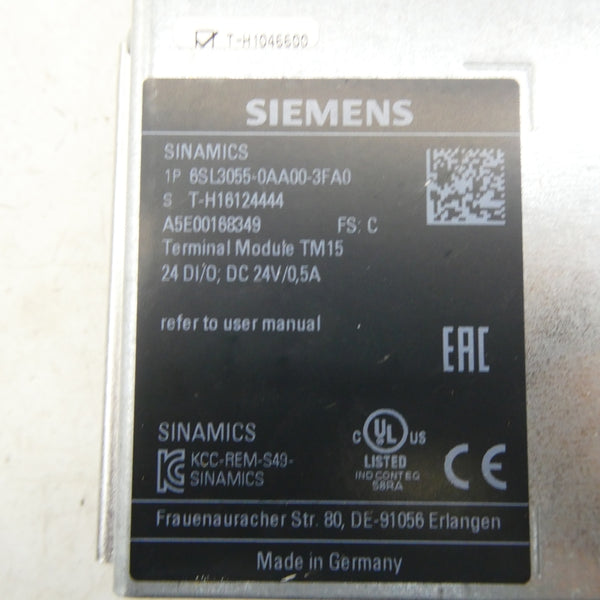 T-H1046600
SIEMENS
SINAMICS
1P 6SL3055-0AA00-3FA0
S T-H16124444
A5E00168349 FS: C
Terminal Module TM15
24 DI/O; DC 24V/0,5A
refer to user manual
EAC
SINAMICS
KCC-REM-S49-
SINAMICS
C UL US
LISTED
IND CONT EQ
58RA
CE
Frauenauracher Str. 80, DE-91056 Erlangen
Made in Germany